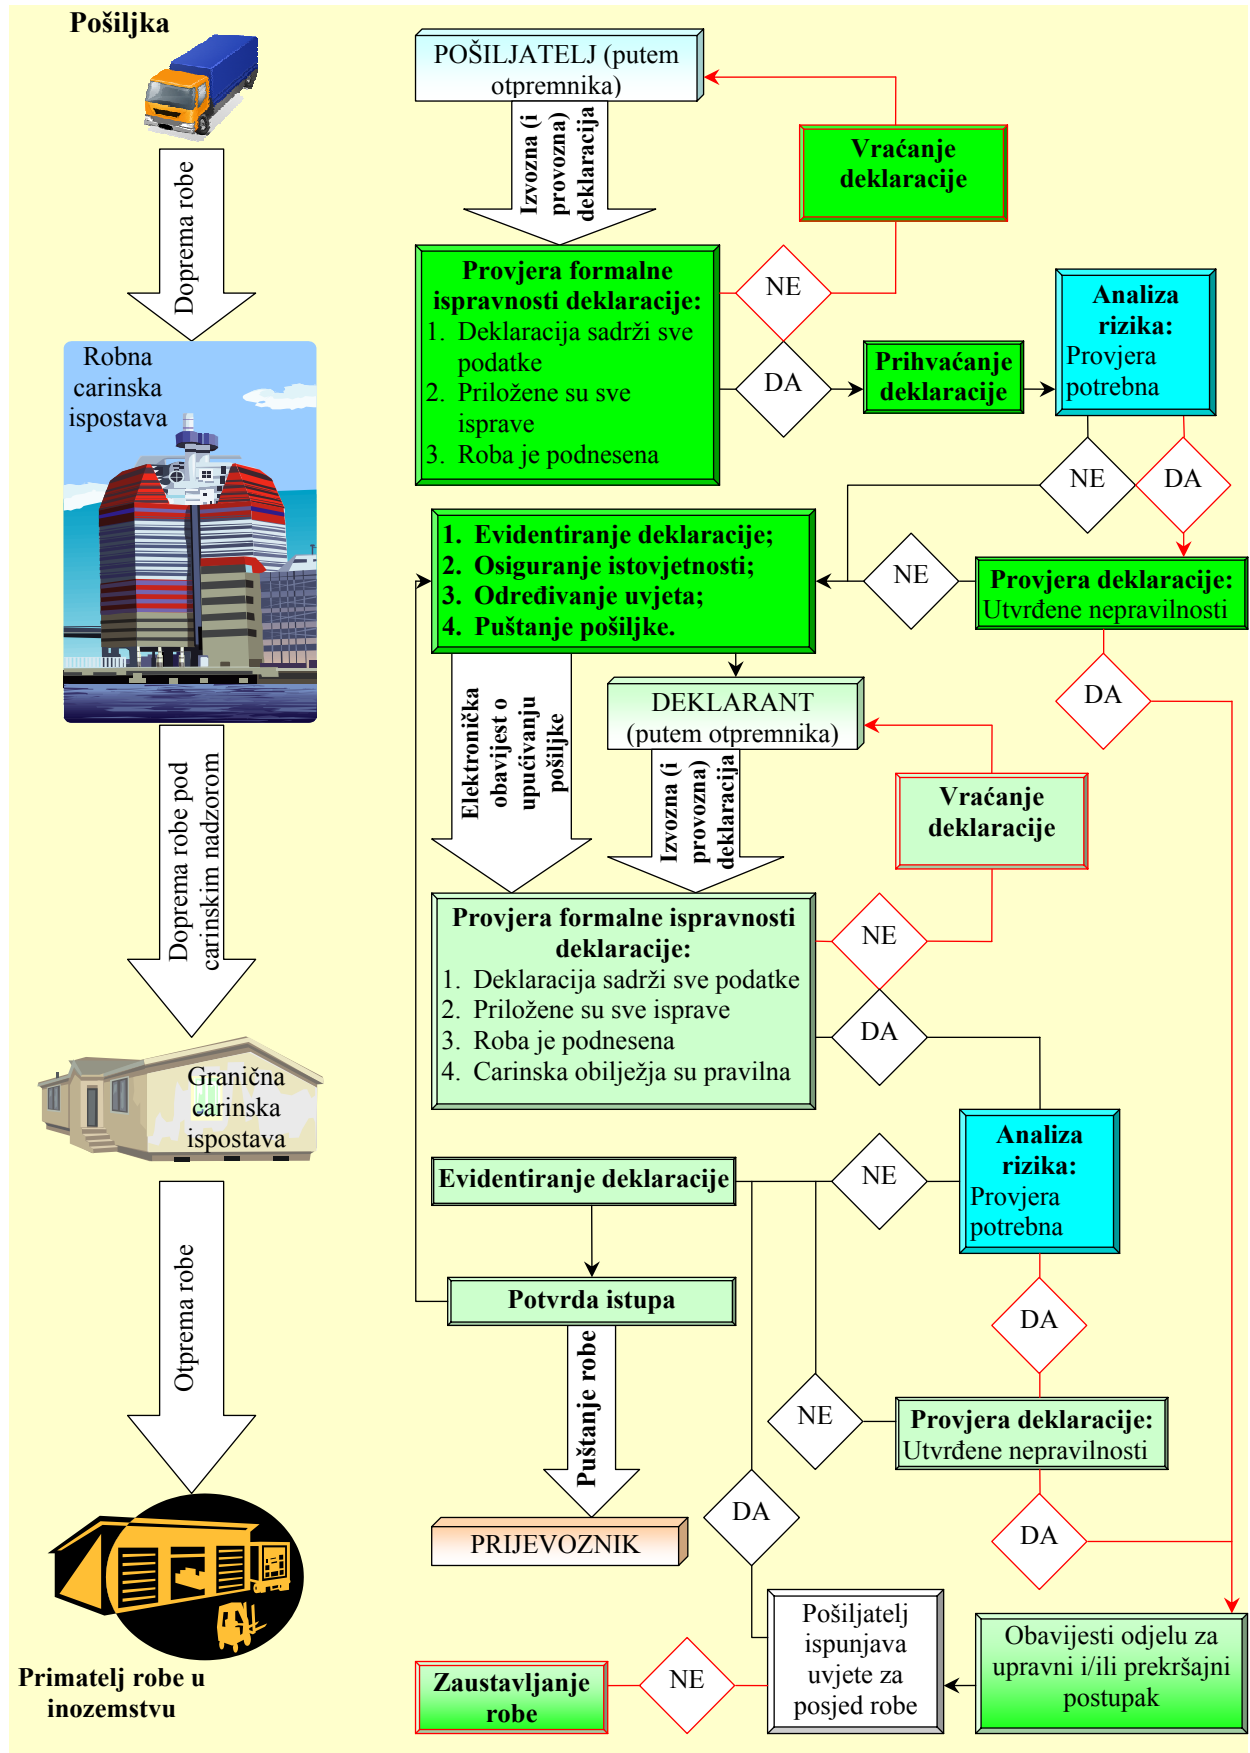 Pošiljka
Doprema robe
Robna
carinska
ispostava
Doprema robe pod
carinskim nadzorom
Granična
carinska
ispostava
Otprema robe
Primatelj robe u
inozemstvu
POŠILJATELJ (putem
otpremnika)
Izvozna (i
provozna)
deklaracija
Vraćanje
deklaracije
Provjera formalne
ispravnosti deklaracije:
1. Deklaracija sadrži sve
podatke
2. Priložene su sve
isprave
3. Roba je podnesena
NE
DA
Prihvaćanje
deklaracije
Analiza
rizika:
Provjera
potrebna
NE
DA
1. Evidentiranje deklaracije;
2. Osiguranje istovjetnosti;
3. Određivanje uvjeta;
4. Puštanje pošiljke.
NE
Provjera deklaracije:
Utvrđene nepravilnosti
DA
Elektronička
obavijest o
upućivanju
pošiljke
DEKLARANT
(putem otpremnika)
Izvozna (i
provozna)
deklaracija
Vraćanje
deklaracije
Provjera formalne ispravnosti
deklaracije:
1. Deklaracija sadrži sve podatke
2. Priložene su sve isprave
3. Roba je podnesena
4. Carinska obilježja su pravilna
NE
DA
Analiza
rizika:
Provjera
potrebna
NE
Evidentiranje deklaracije
Potvrda istupa
DA
Puštanje robe
NE
Provjera deklaracije:
Utvrđene nepravilnosti
DA
DA
PRIJEVOZNIK
Pošiljatelj
ispunjava
uvjete za
posjed robe
Obavijesti odjelu za
upravni i/ili prekršajni
postupak
NE
Zaustavljanje
robe